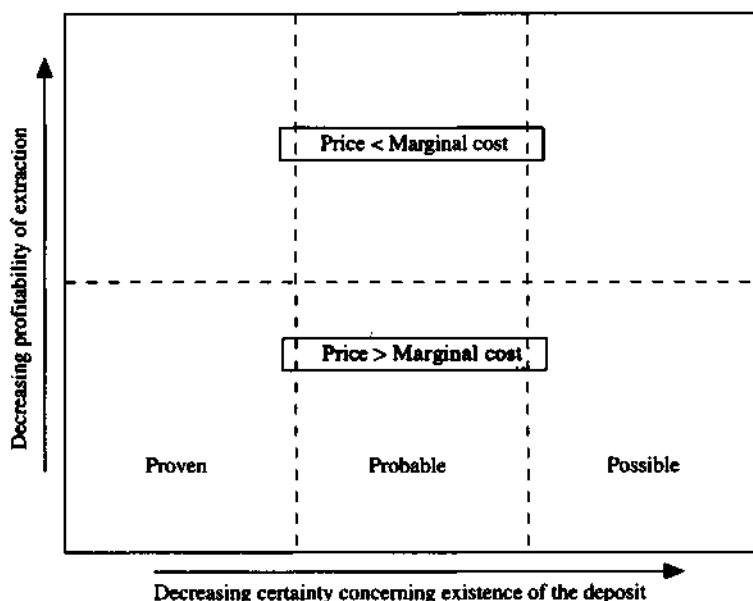 Decreasing profitability of extraction
Price < Marginal cost
Price > Marginal cost
Proven Probable Possible
Decreasing certainty concerning existence of the deposit